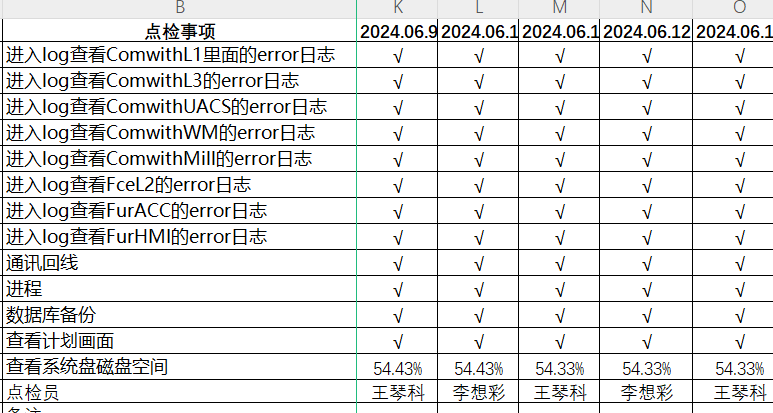 B K L M N O
点检事项 2024.06.9 2024.06.1 2024.06.1 2024.06.12 2024.06.1
进入log查看ComwithL1里面的error日志 √ √ √ √ √
进入log查看ComwithL3的error日志 √ √ √ √ √
进入log查看ComwithUACS的error日志 √ √ √ √ √
进入log查看ComwithWM的error日志 √ √ √ √ √
进入log查看ComwithMill的error日志 √ √ √ √ √
进入log查看FceL2的error日志 √ √ √ √ √
进入log查看FurACC的error日志 √ √ √ √ √
进入log查看FurHMI的error日志 √ √ √ √ √
通讯回线 √ √ √ √ √
进程 √ √ √ √ √
数据库备份 √ √ √ √ √
查看计划画面 √ √ √ √ √
查看系统盘磁盘空间 54.43% 54.43% 54.33% 54.33% 54.33%
点检员 王琴科 李想彩 王琴科 李想彩 王琴科